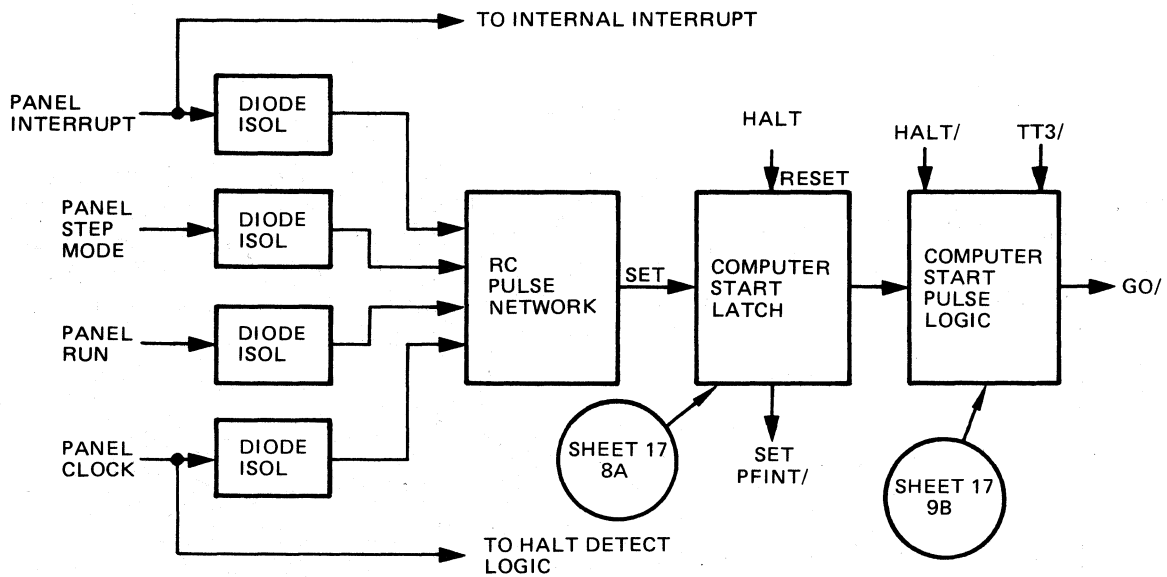 TO INTERNAL INTERRUPT
PANEL
INTERRUPT
DIODE
ISOL
PANEL
STEP
MODE
DIODE
ISOL
PANEL
RUN
DIODE
ISOL
PANEL
CLOCK
DIODE
ISOL
TO HALT DETECT
LOGIC
RC
PULSE
NETWORK
SET
HALT
RESET
COMPUTER
START
LATCH
SHEET 17
8A
SET
PFINT/
HALT/
TT3/
COMPUTER
START
PULSE
LOGIC
GO/
SHEET 17
9B